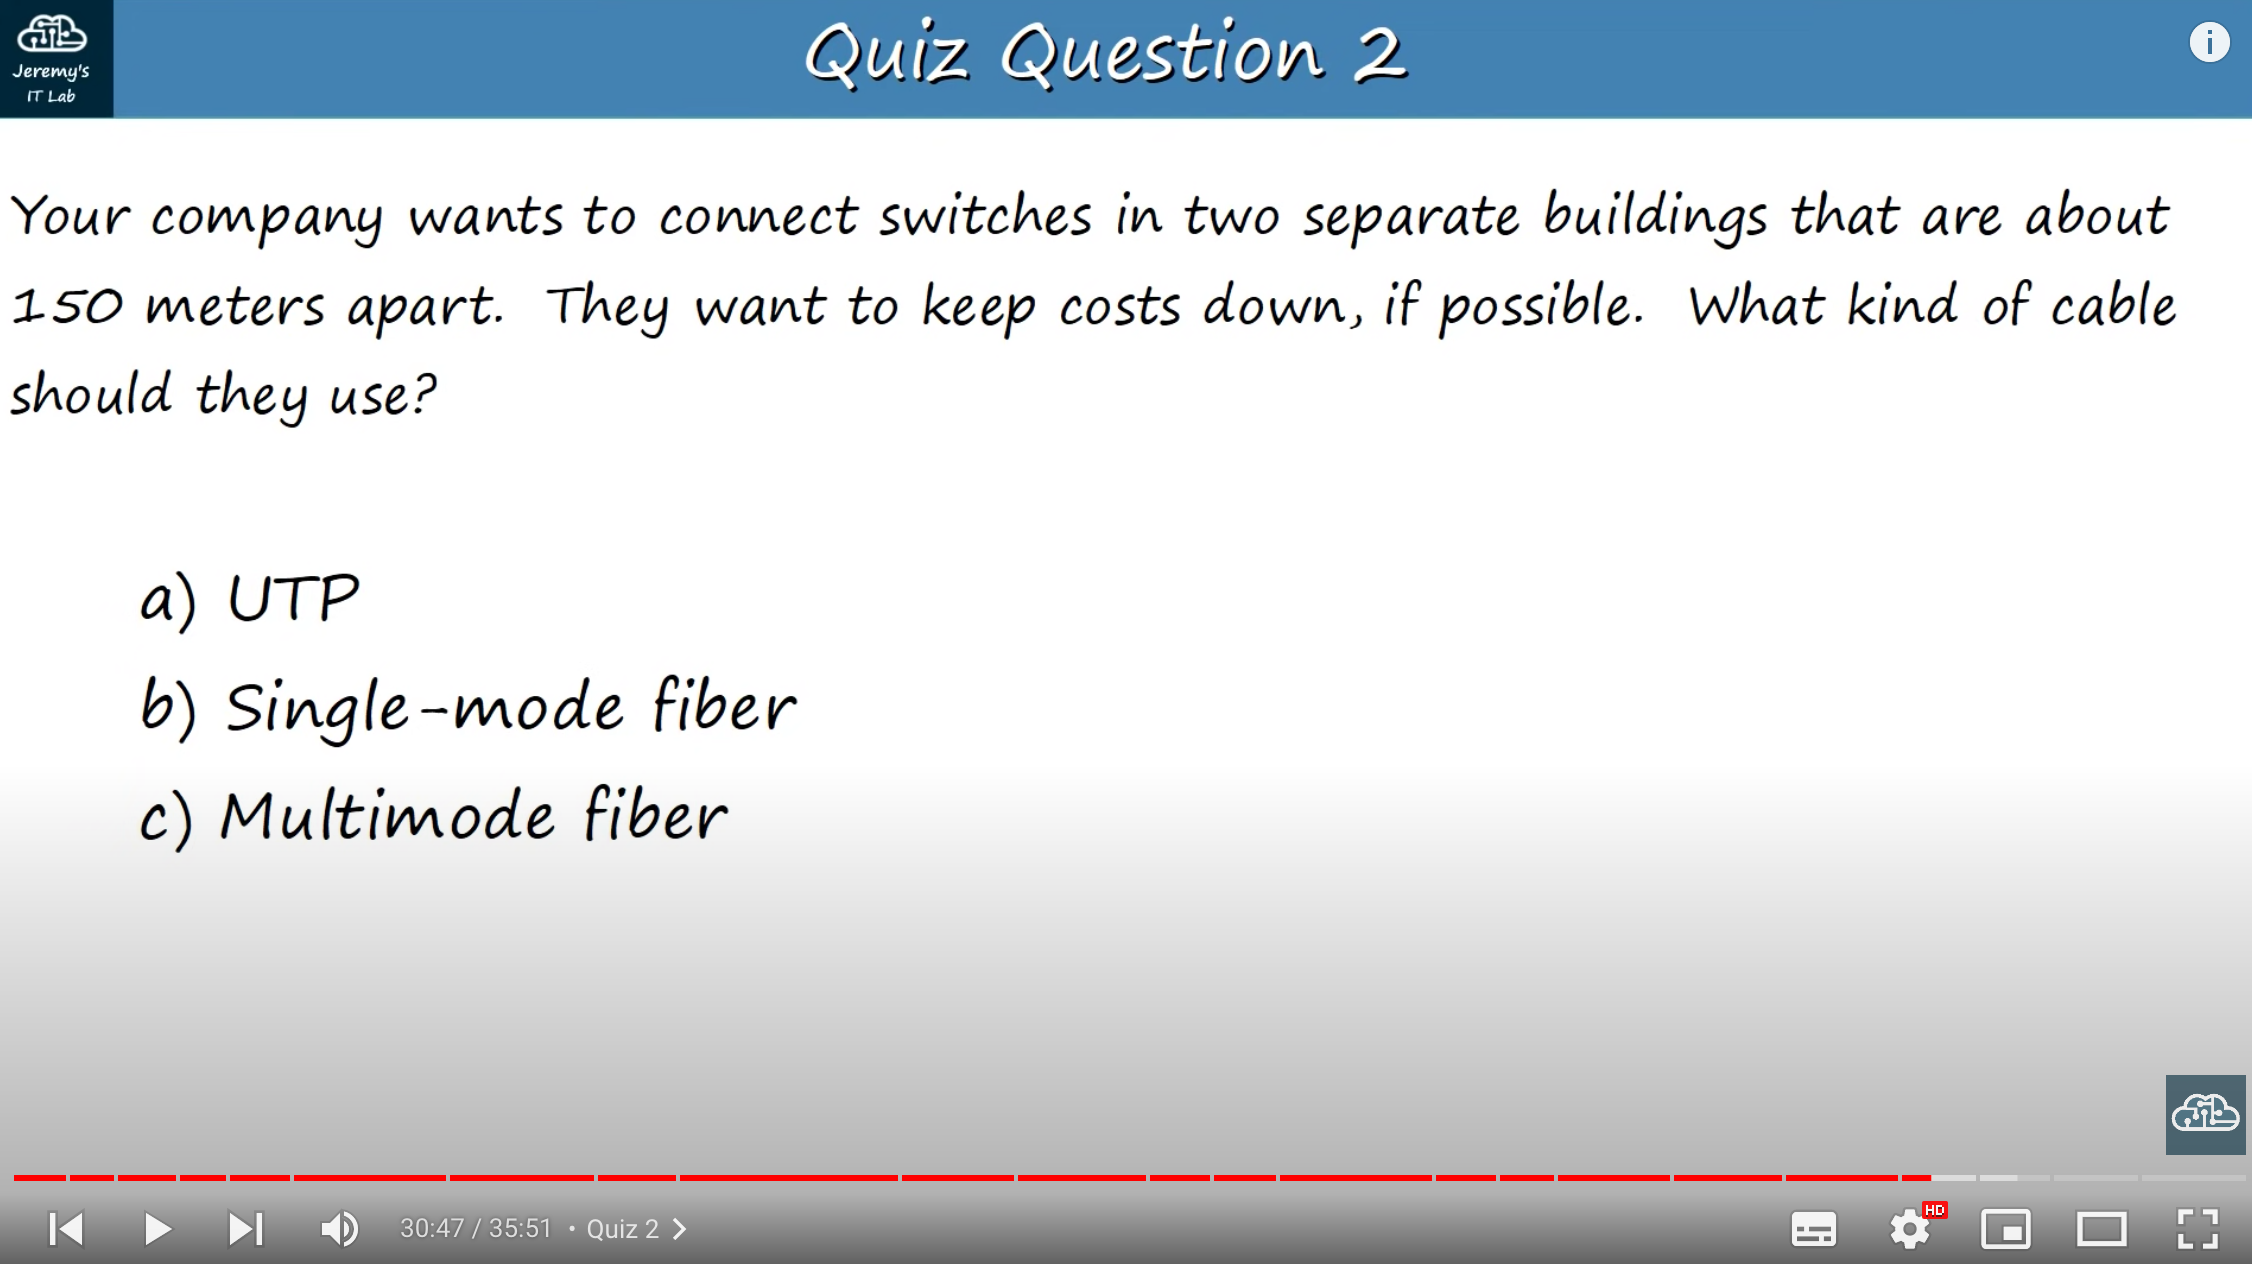 Jeremy's
IT Lab
Quiz Question 2
i
Your company wants to connect switches in two separate buildings that are about
150 meters apart.  They want to keep costs down, if possible.  What kind of cable
should they use?
a) UTP
b) Single-mode fiber
c) Multimode fiber
30:47 / 35:51 • Quiz 2 >
HD